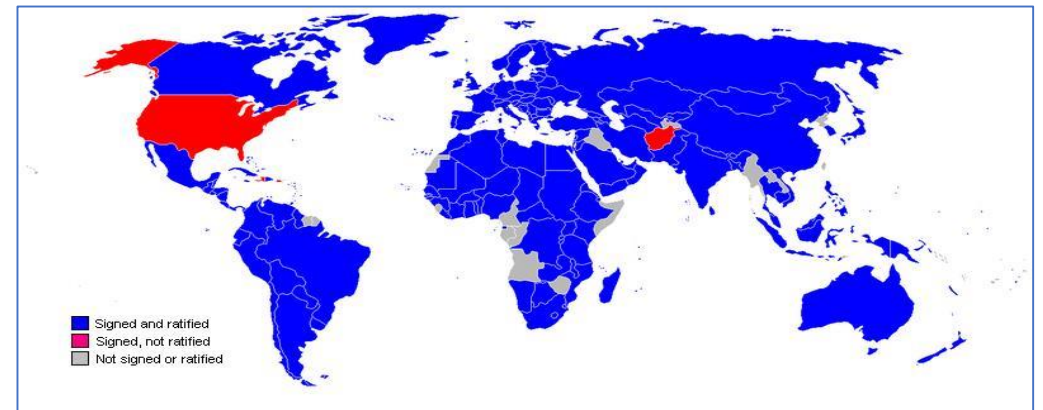 Signed and ratified
Signed, not ratified
Not signed or ratified